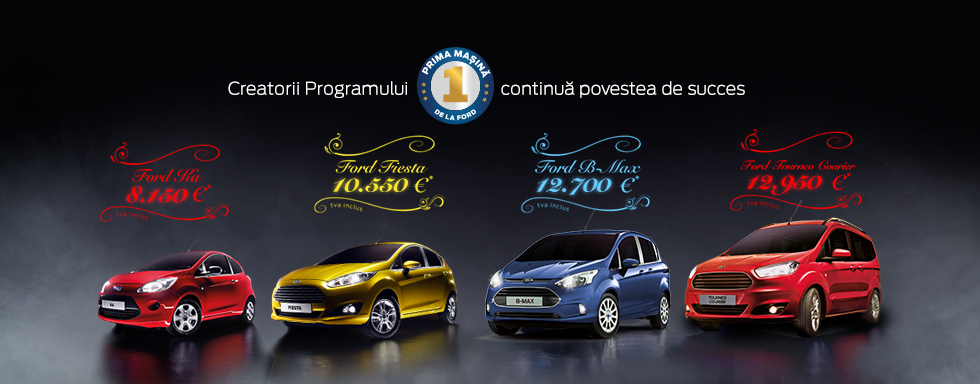 Creatorii Programului
PRIMA MAȘINĂ
1
DE LA FORD
continuă povestea de succes
Ford Ka
8.150 €*
tva inclus
Ford Fiesta
10.550 €*
tva inclus
Ford B-Max
12.700 €*
tva inclus
Ford Tourneo Courier
12,950 €*
tva inclus
KA
FIESTA
B-MAX
TOURNEO
COURIER